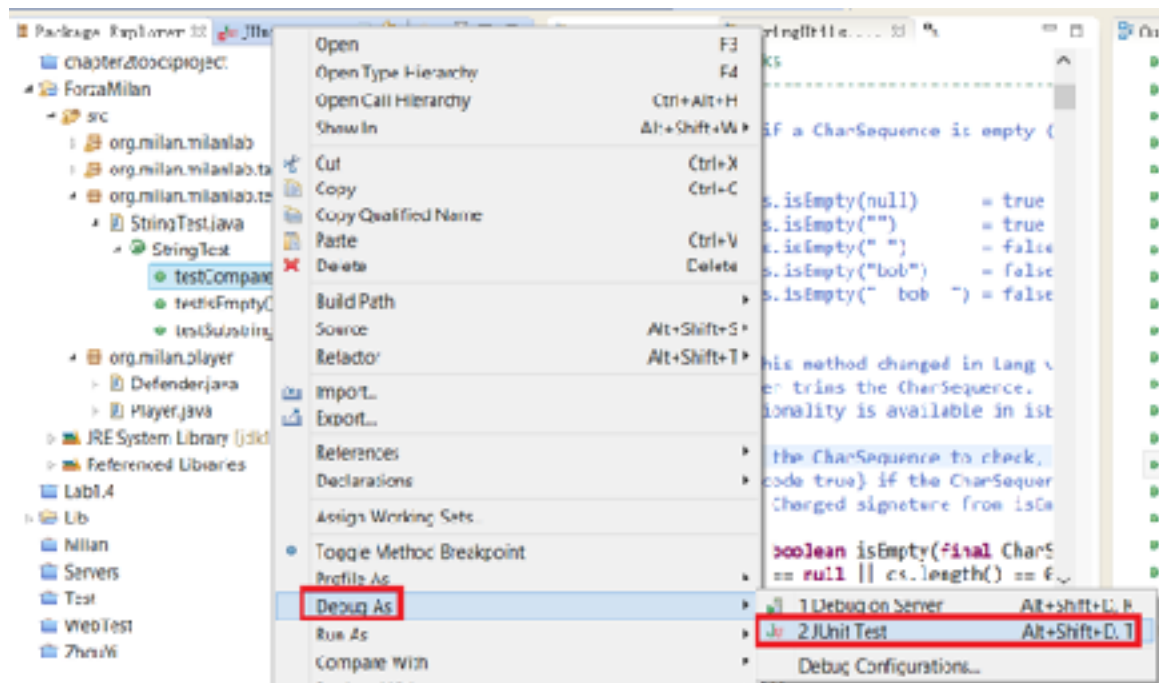 Package Explorer
chapter2toocsproject
ForzaMilan
src
org.milan.milanlab
org.milan.milanlab.ta
org.milan.milanlab.te
StringTest.java
StringTest
testCompare
testIsEmpty
testSubstring
org.milan.player
Defender.java
Player.java
JRE System Library
Referenced Libraries
Lab1.4
Lib
Milan
Servers
Test
WebTest
ZhouYi
Open F3
Open Type Hierarchy F4
Open Call Hierarchy Ctrl+Alt+H
Show In Alt+Shift+W
Cut Ctrl+X
Copy Ctrl+C
Copy Qualified Name
Paste Ctrl+V
Delete Delete
Build Path
Source Alt+Shift+S
Refactor Alt+Shift+T
Import...
Export...
References
Declarations
Assign Working Sets...
Toggle Method Breakpoint
Profile As
Debug As
Run As
Compare With
1 Debug on Server Alt+Shift+D, R
2 JUnit Test Alt+Shift+D, T
Debug Configurations...
ks
if a CharSequence is empty (
s.isEmpty(null) = true
s.isEmpty("") = true
s.isEmpty(" ") = false
s.isEmpty("bob") = false
s.isEmpty(" bob ") = false
his method changed in Lang v
er trims the CharSequence.
ionality is available in isB
the CharSequence to check,
code true} if the CharSequen
Changed signature from isEm
boolean isEmpty(final CharS
== null || cs.length() == 0
Ou